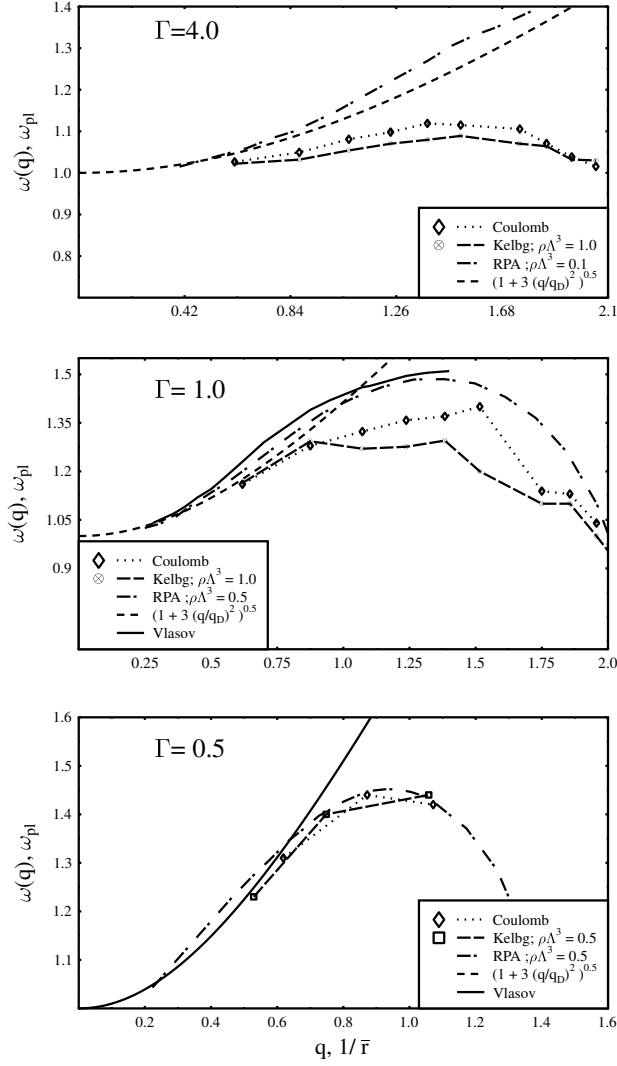 Γ=4.0
1.4
1.3
1.2
1.1
1.0
0.9
0.8
ω(q), ω_pl
Coulomb
Kelbg; ρΛ³ = 1.0
RPA ;ρΛ³ = 0.1
(1 + 3 (q/q_D)² )^0.5
0.42 0.84 1.26 1.68 2.1
Γ= 1.0
1.5
1.35
1.2
1.05
0.9
ω(q), ω_pl
Coulomb
Kelbg; ρΛ³ = 1.0
RPA ;ρΛ³ = 0.5
(1 + 3 (q/q_D)² )^0.5
Vlasov
0.25 0.5 0.75 1.0 1.25 1.5 1.75 2.0
Γ= 0.5
1.6
1.5
1.4
1.3
1.2
1.1
ω(q), ω_pl
Coulomb
Kelbg; ρΛ³ = 0.5
RPA ;ρΛ³ = 0.5
(1 + 3 (q/q_D)² )^0.5
Vlasov
0.2 0.4 0.6 0.8 1.0 1.2 1.4 1.6
q, 1/ r̄